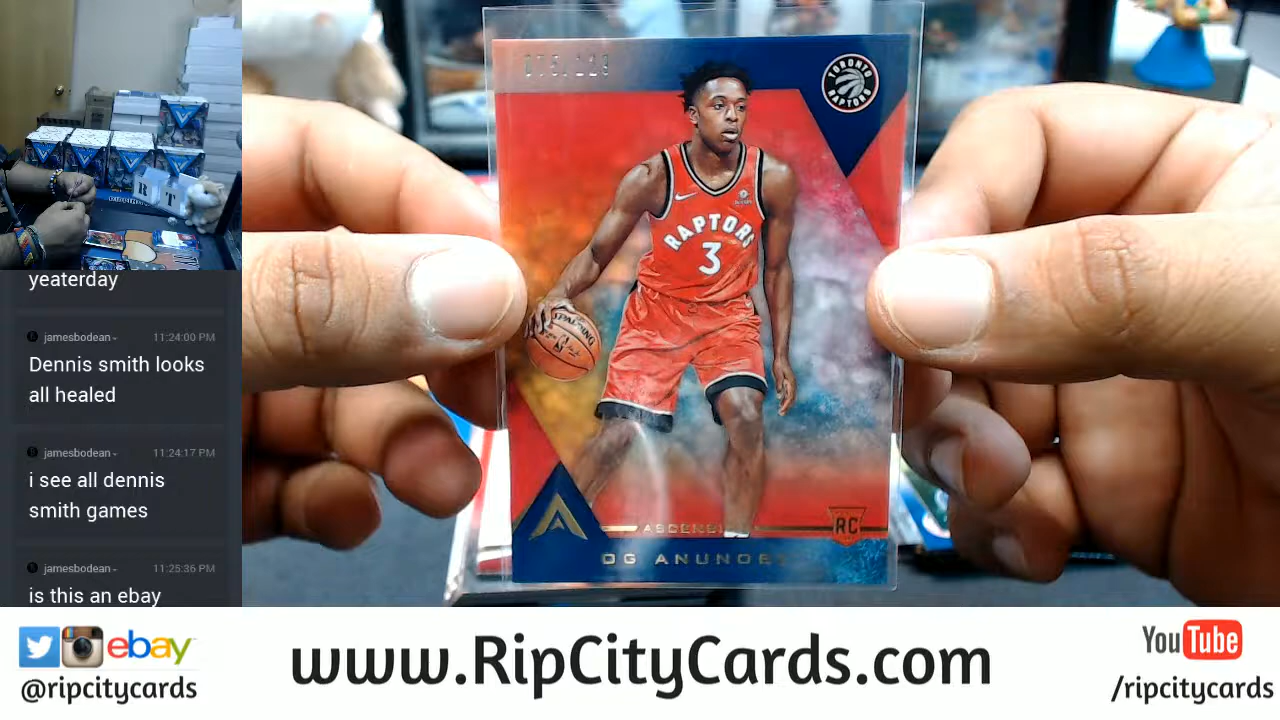 yeaterday
jamesbodean
11:24:00 PM
Dennis smith looks
all healed
jamesbodean
11:24:17 PM
i see all dennis
smith games
jamesbodean
11:25:36 PM
is this an ebay
R T
TORONTO
RAPTORS
RAPTORS
3
SPALDING
RC
OG ANUNOBY
ebay
@ripcitycards
www.RipCityCards.com
YouTube
/ripcitycards